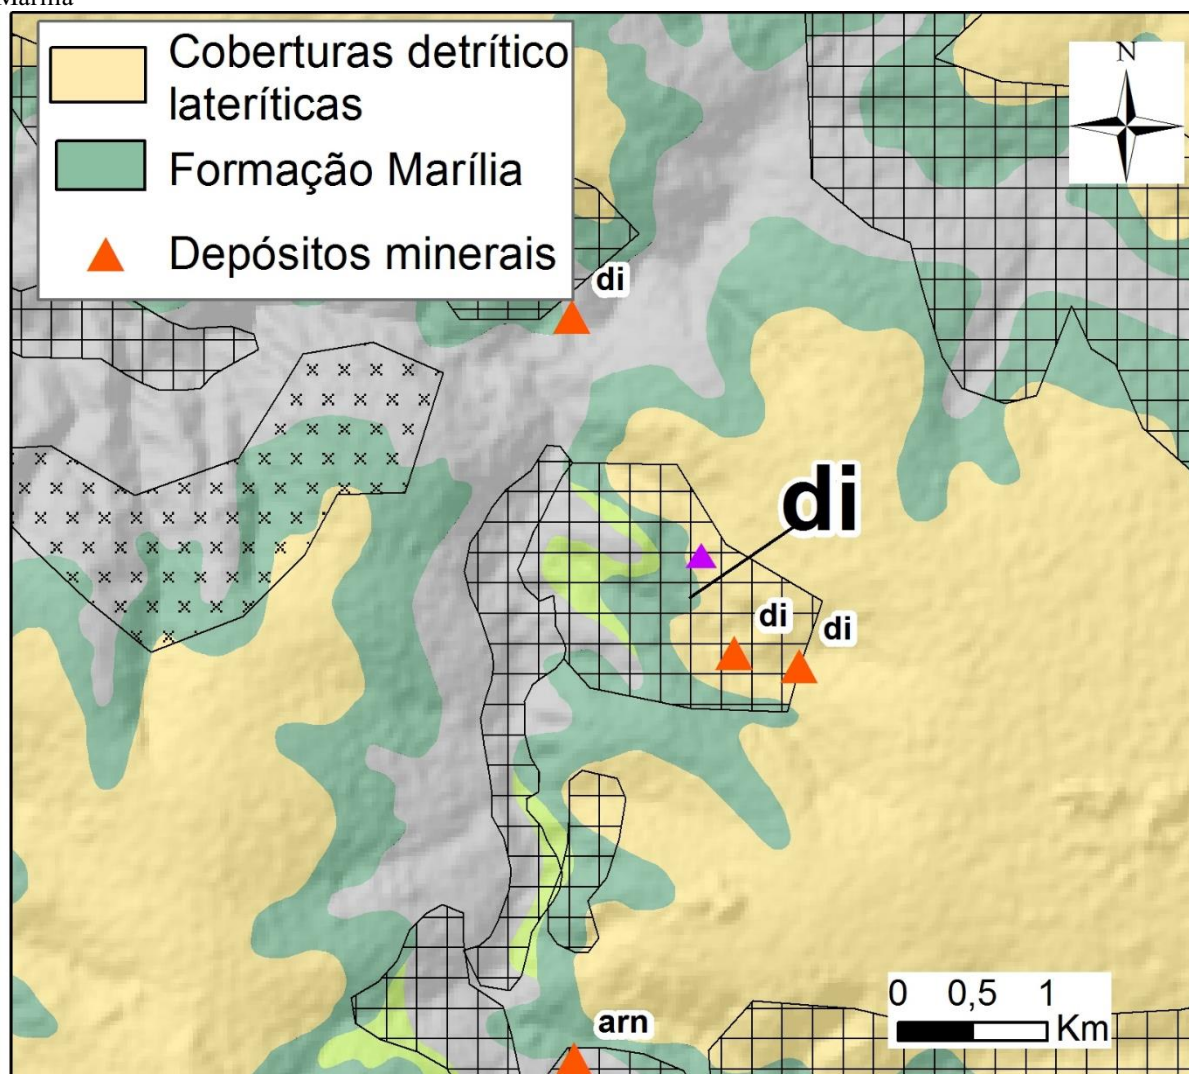 Marília
Coberturas detrítico
lateríticas
Formação Marília
Depósitos minerais
N
di
di
di
di
0 0,5 1
Km
arn